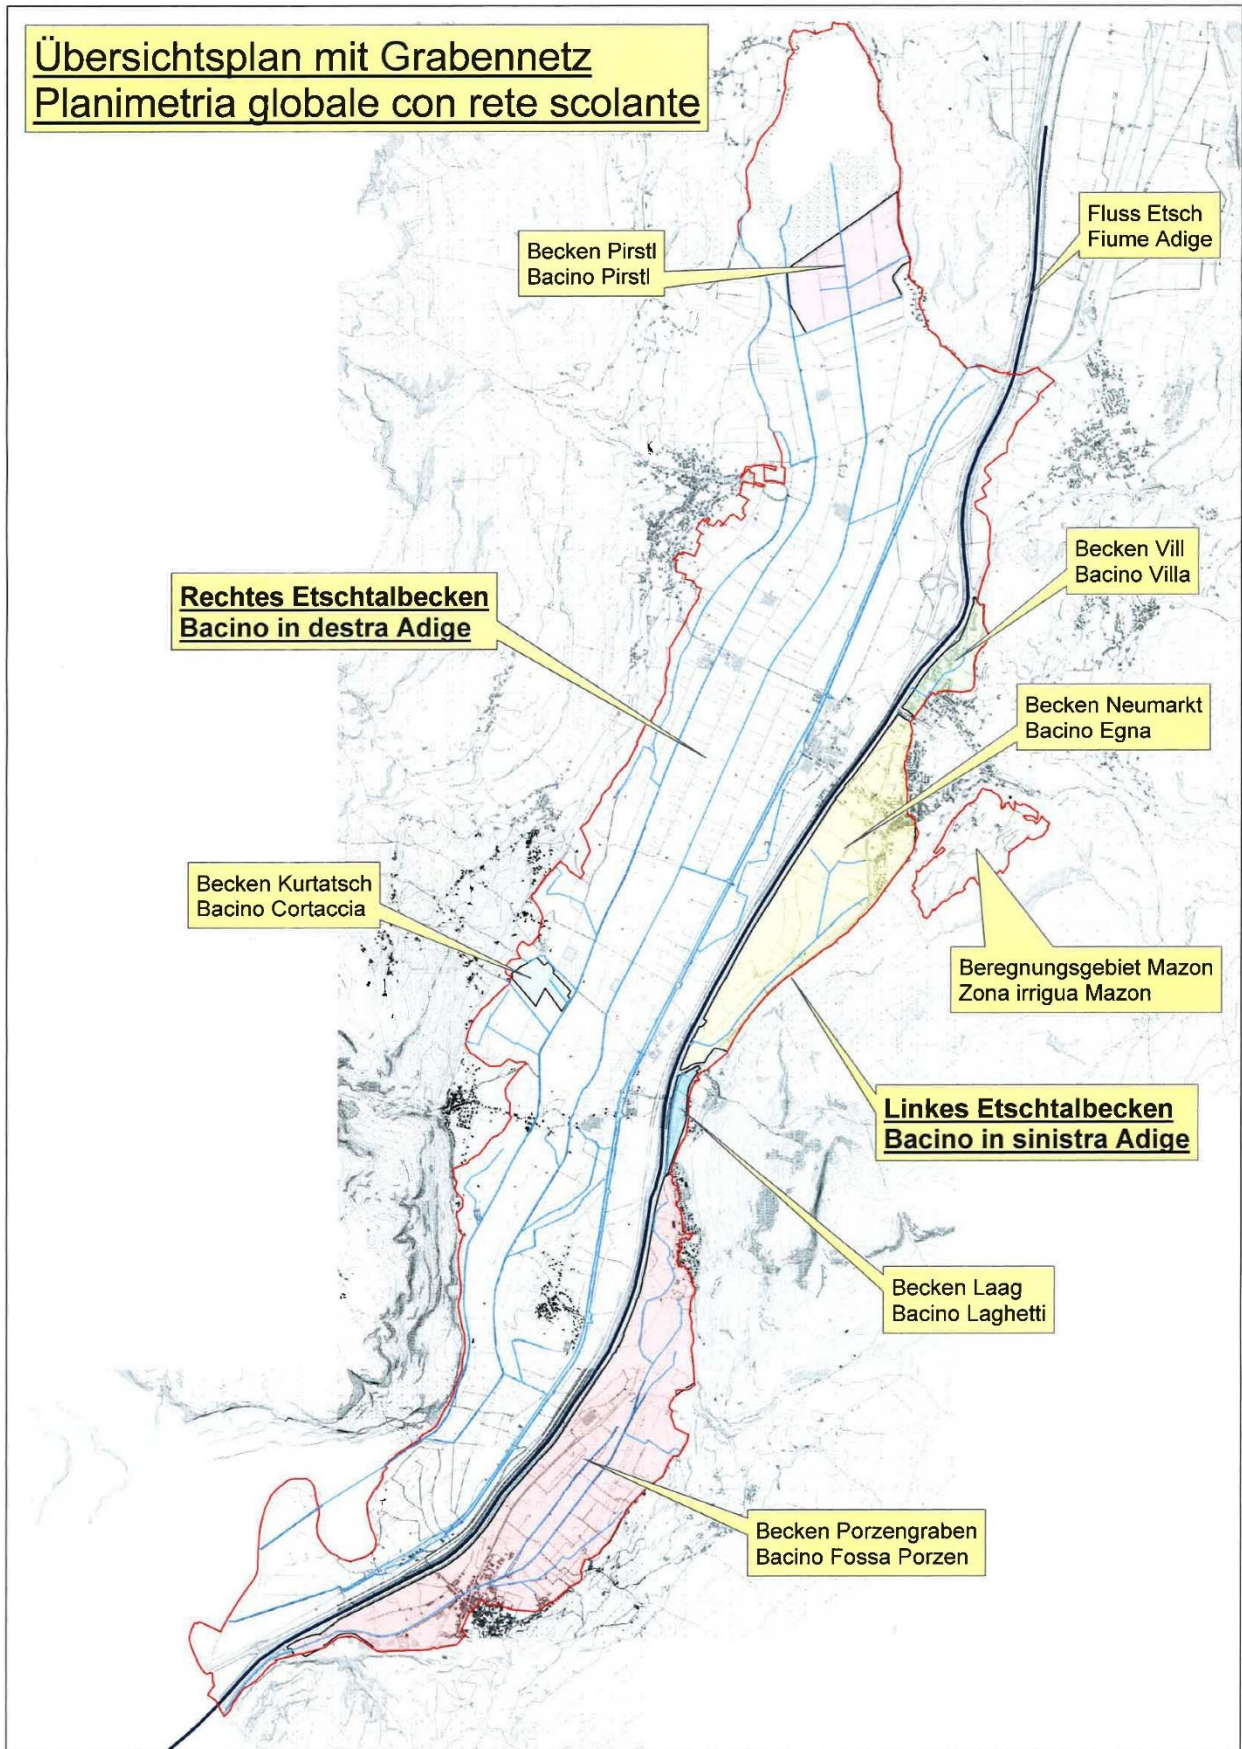 Übersichtsplan mit Grabennetz
Planimetria globale con rete scolante
Becken Pirstl
Bacino Pirstl
Fluss Etsch
Fiume Adige
Becken Vill
Bacino Villa
Rechtes Etschtalbecken
Bacino in destra Adige
Becken Neumarkt
Bacino Egna
Becken Kurtatsch
Bacino Cortaccia
Beregnungsgebiet Mazon
Zona irrigua Mazon
Linkes Etschtalbecken
Bacino in sinistra Adige
Becken Laag
Bacino Laghetti
Becken Porzengraben
Bacino Fossa Porzen